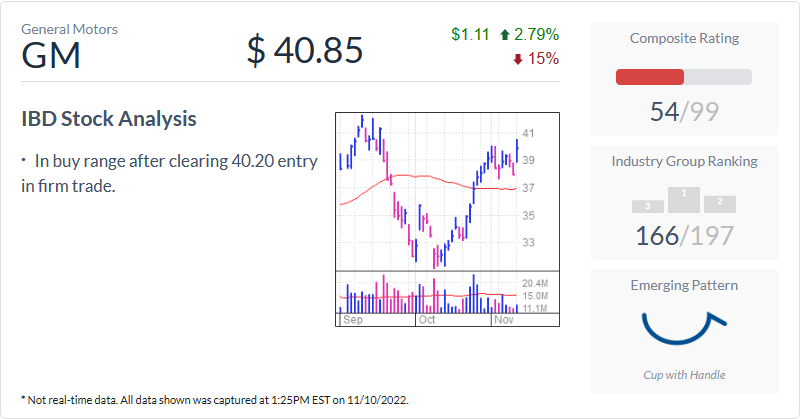 General Motors
GM
$ 40.85
$1.11 2.79%
15%
IBD Stock Analysis
· In buy range after clearing 40.20 entry
in firm trade.
41
39
37
35
33
20.4M
15.0M
11.1M
Sep Oct Nov
Composite Rating
54/99
Industry Group Ranking
3 1 2
166/197
Emerging Pattern
Cup with Handle
* Not real-time data. All data shown was captured at 1:25PM EST on 11/10/2022.